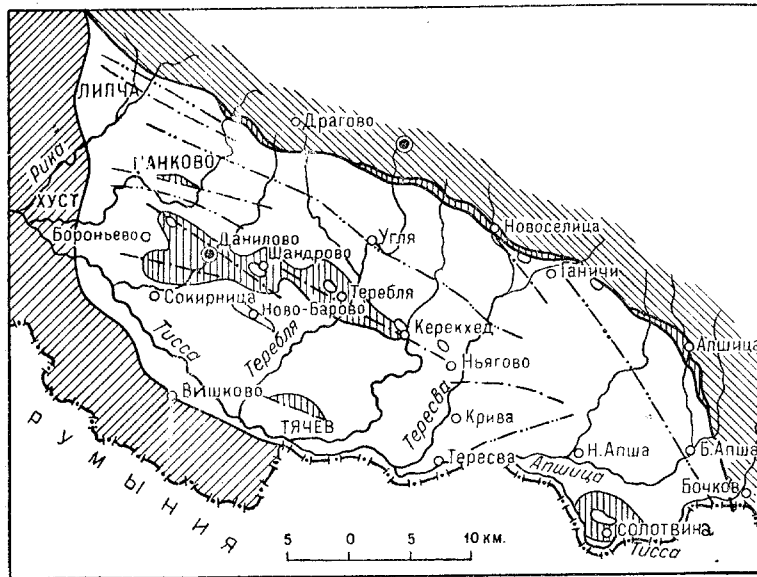 ЛИПЧА
Драгово
Рика
ГАНКОВО
ХУСТ
Новоселица
Бороньево
Данилово
Угля
Шандрово
Ганичи
Сокирница
Теребля
Ново-Барово
Керекхед
Апшица
Тисса
Теребля
Ньягово
Вишково
Тересва
ТЯЧЕВ
Крива
Тересва
Н.Апша
Б.Апша
Апшица
Бочков
РУМЫНИЯ
СОЛОТВИНА
Тисса
5 0 5 10 КМ.